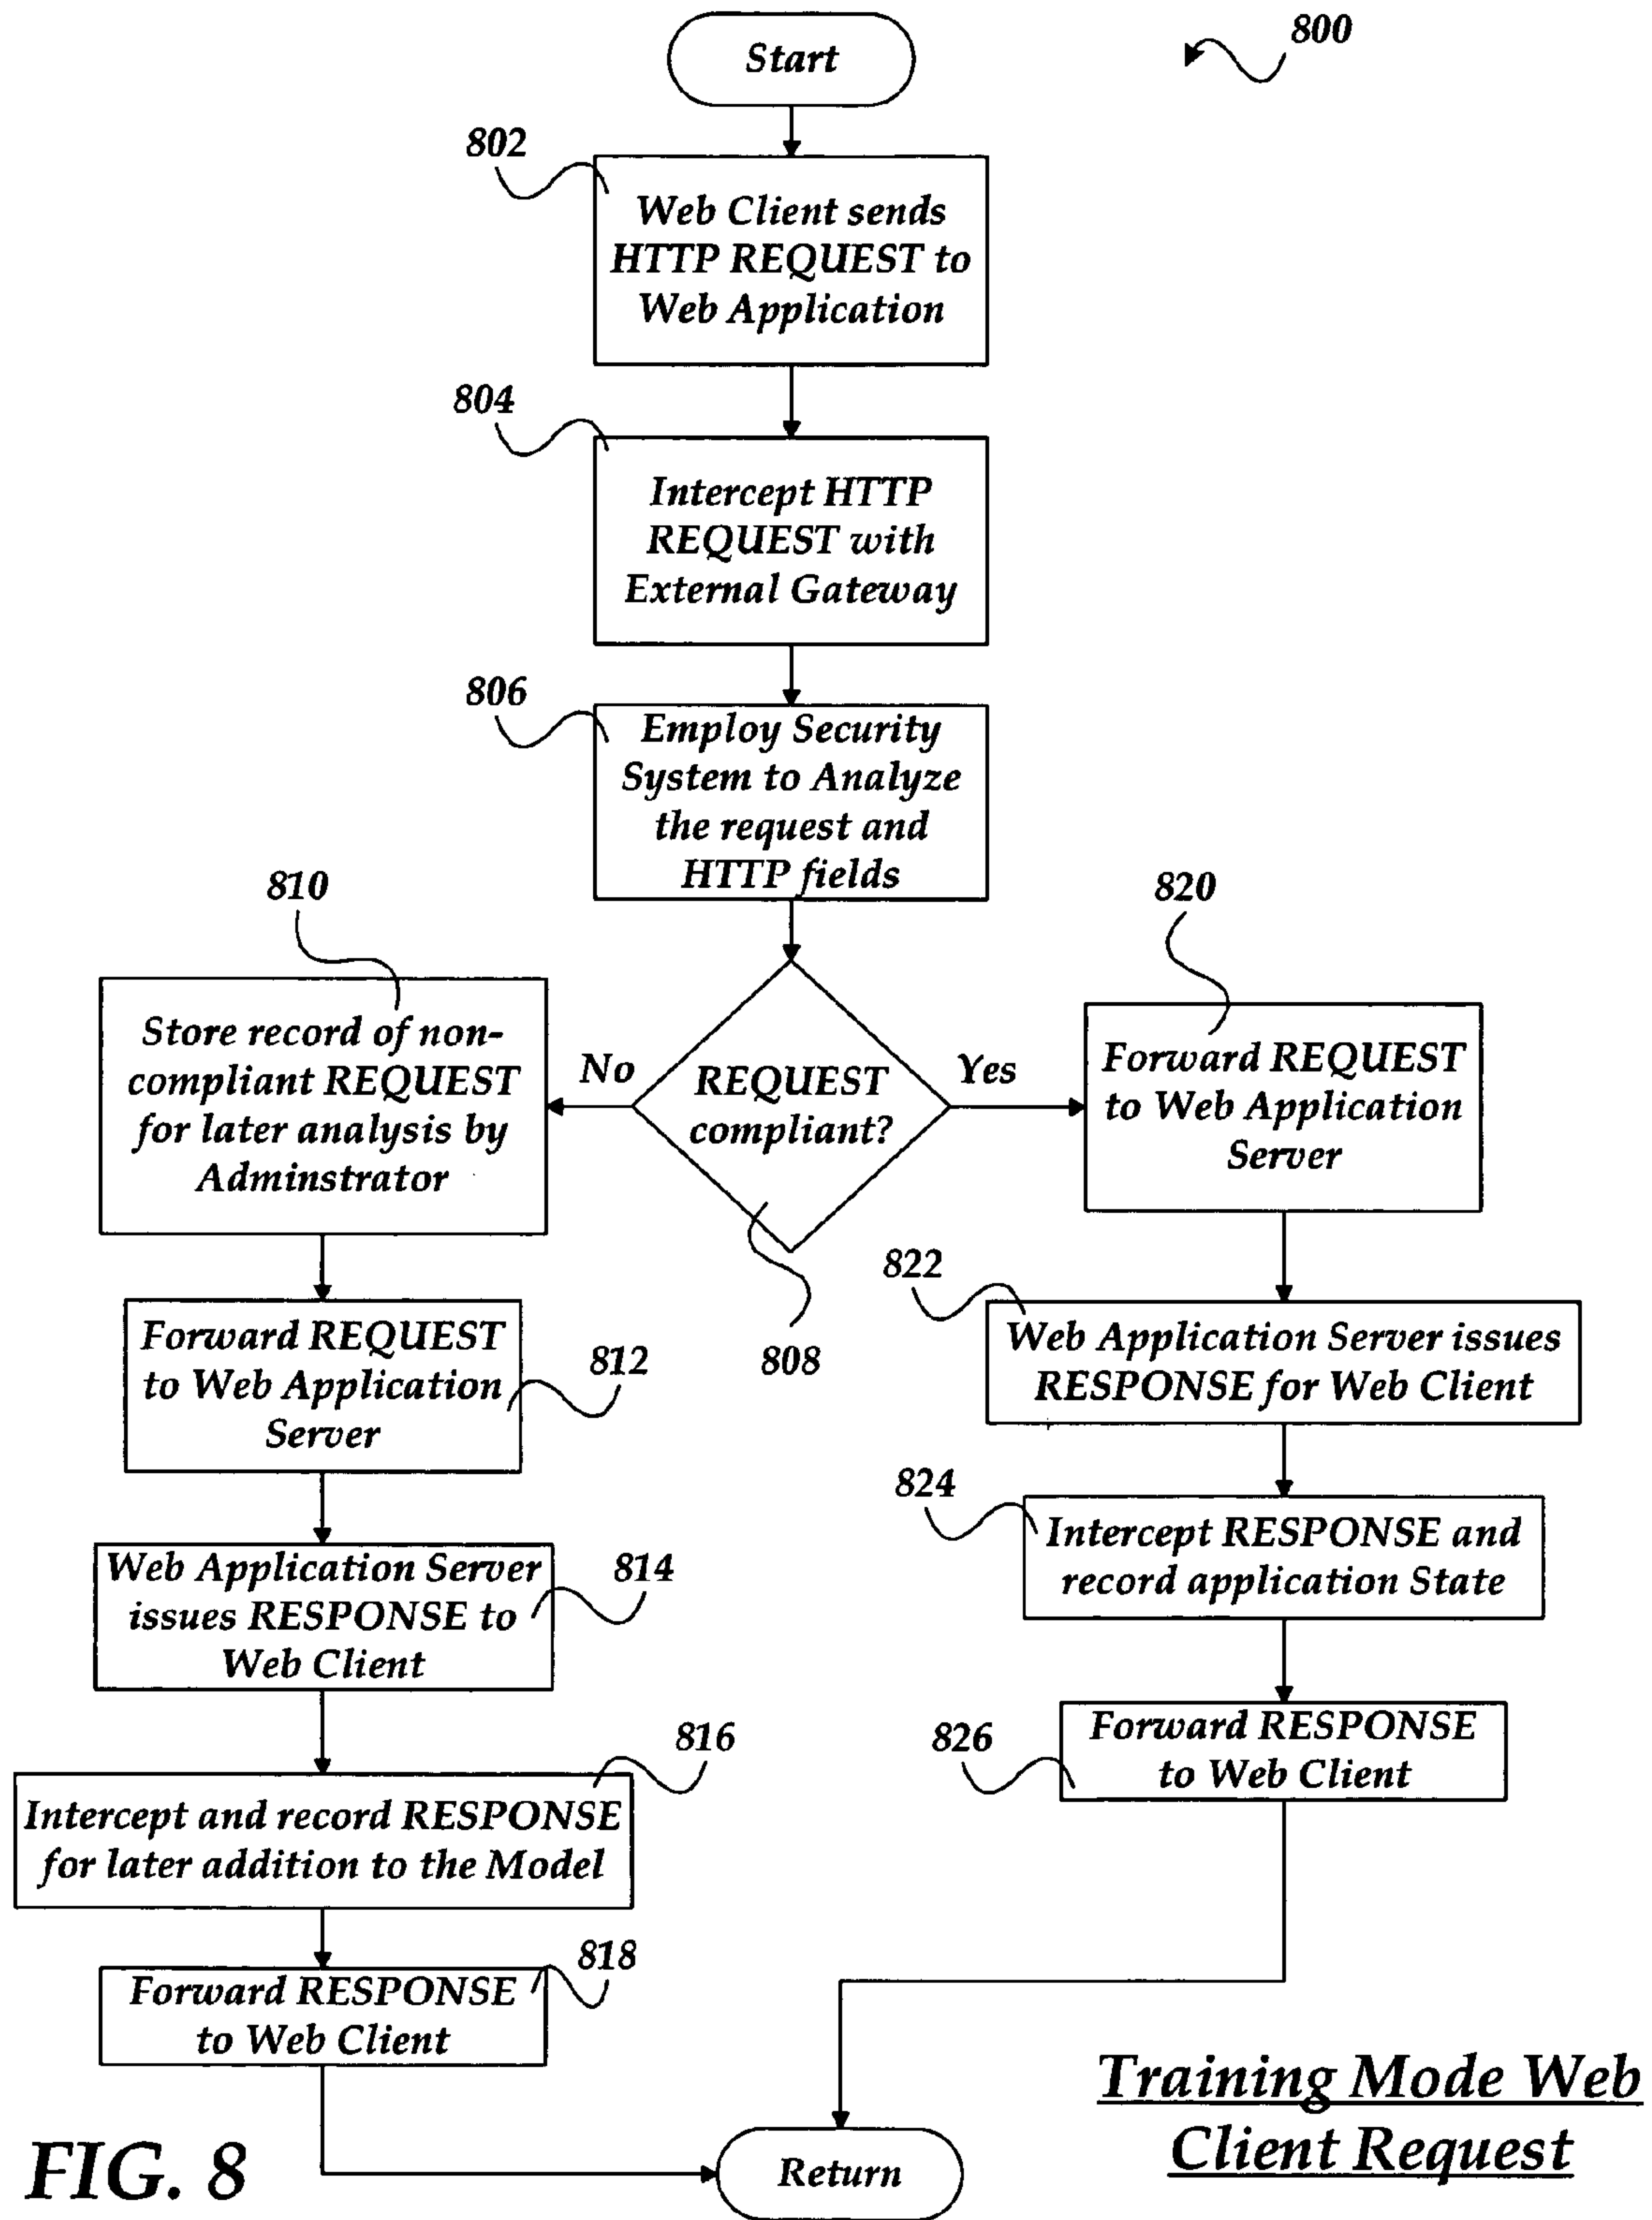 Start
800
802
Web Client sends
HTTP REQUEST to
Web Application
804
Intercept HTTP
REQUEST with
External Gateway
806
Employ Security
System to Analyze
the request and
HTTP fields
810
820
Store record of non-
compliant REQUEST
for later analysis by
Adminstrator
No
REQUEST
compliant?
Yes
Forward REQUEST
to Web Application
Server
808
Forward REQUEST
to Web Application
Server
812
822
Web Application Server issues
RESPONSE for Web Client
Web Application Server
issues RESPONSE to
Web Client
814
824
Intercept RESPONSE and
record application State
816
Intercept and record RESPONSE
for later addition to the Model
826
Forward RESPONSE
to Web Client
818
Forward RESPONSE
to Web Client
Return
Training Mode Web
Client Request
FIG. 8